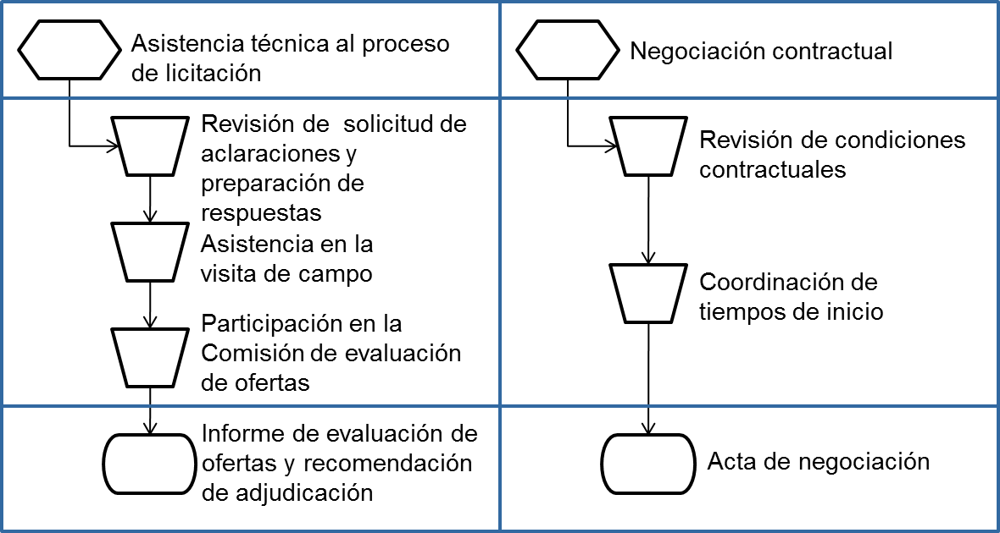 Asistencia técnica al proceso
de licitación
Revisión de solicitud de
aclaraciones y
preparación de
respuestas
Asistencia en la
visita de campo
Participación en la
Comisión de evaluación
de ofertas
Informe de evaluación de
ofertas y recomendación
de adjudicación
Negociación contractual
Revisión de condiciones
contractuales
Coordinación de
tiempos de inicio
Acta de negociación